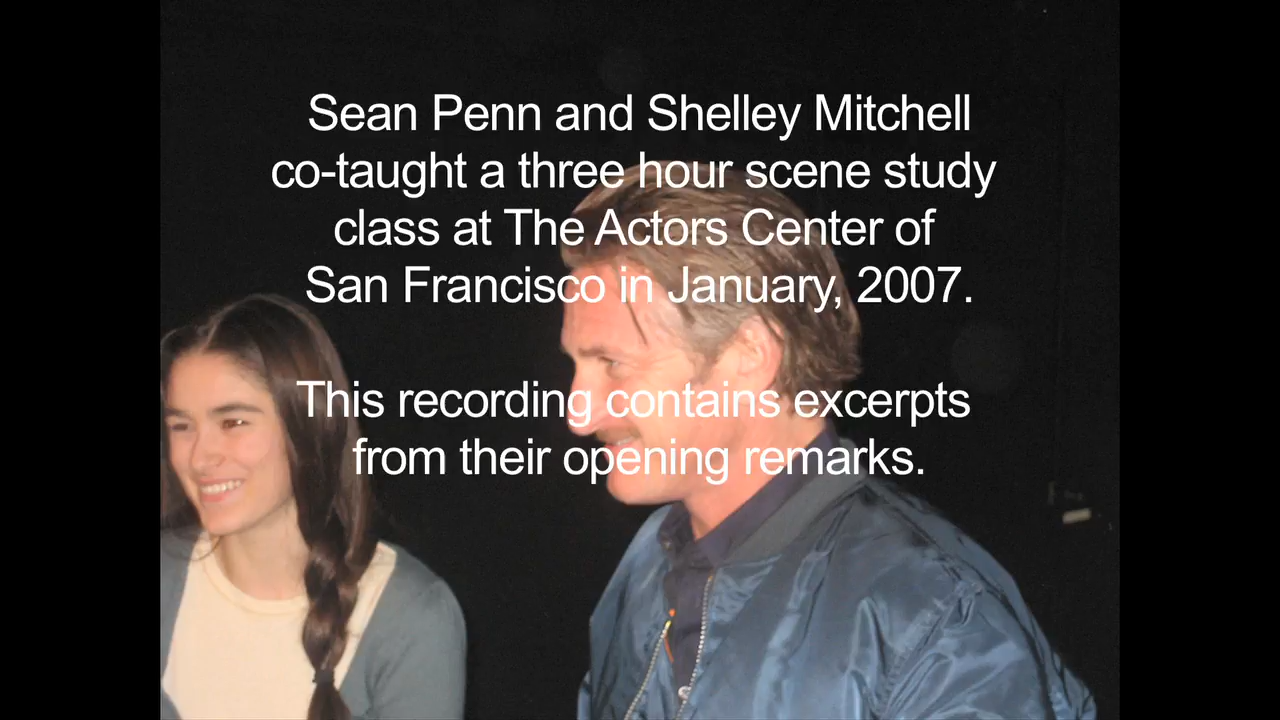 Sean Penn and Shelley Mitchell
co-taught a three hour scene study
class at The Actors Center of
San Francisco in January, 2007.
This recording contains excerpts
from their opening remarks.